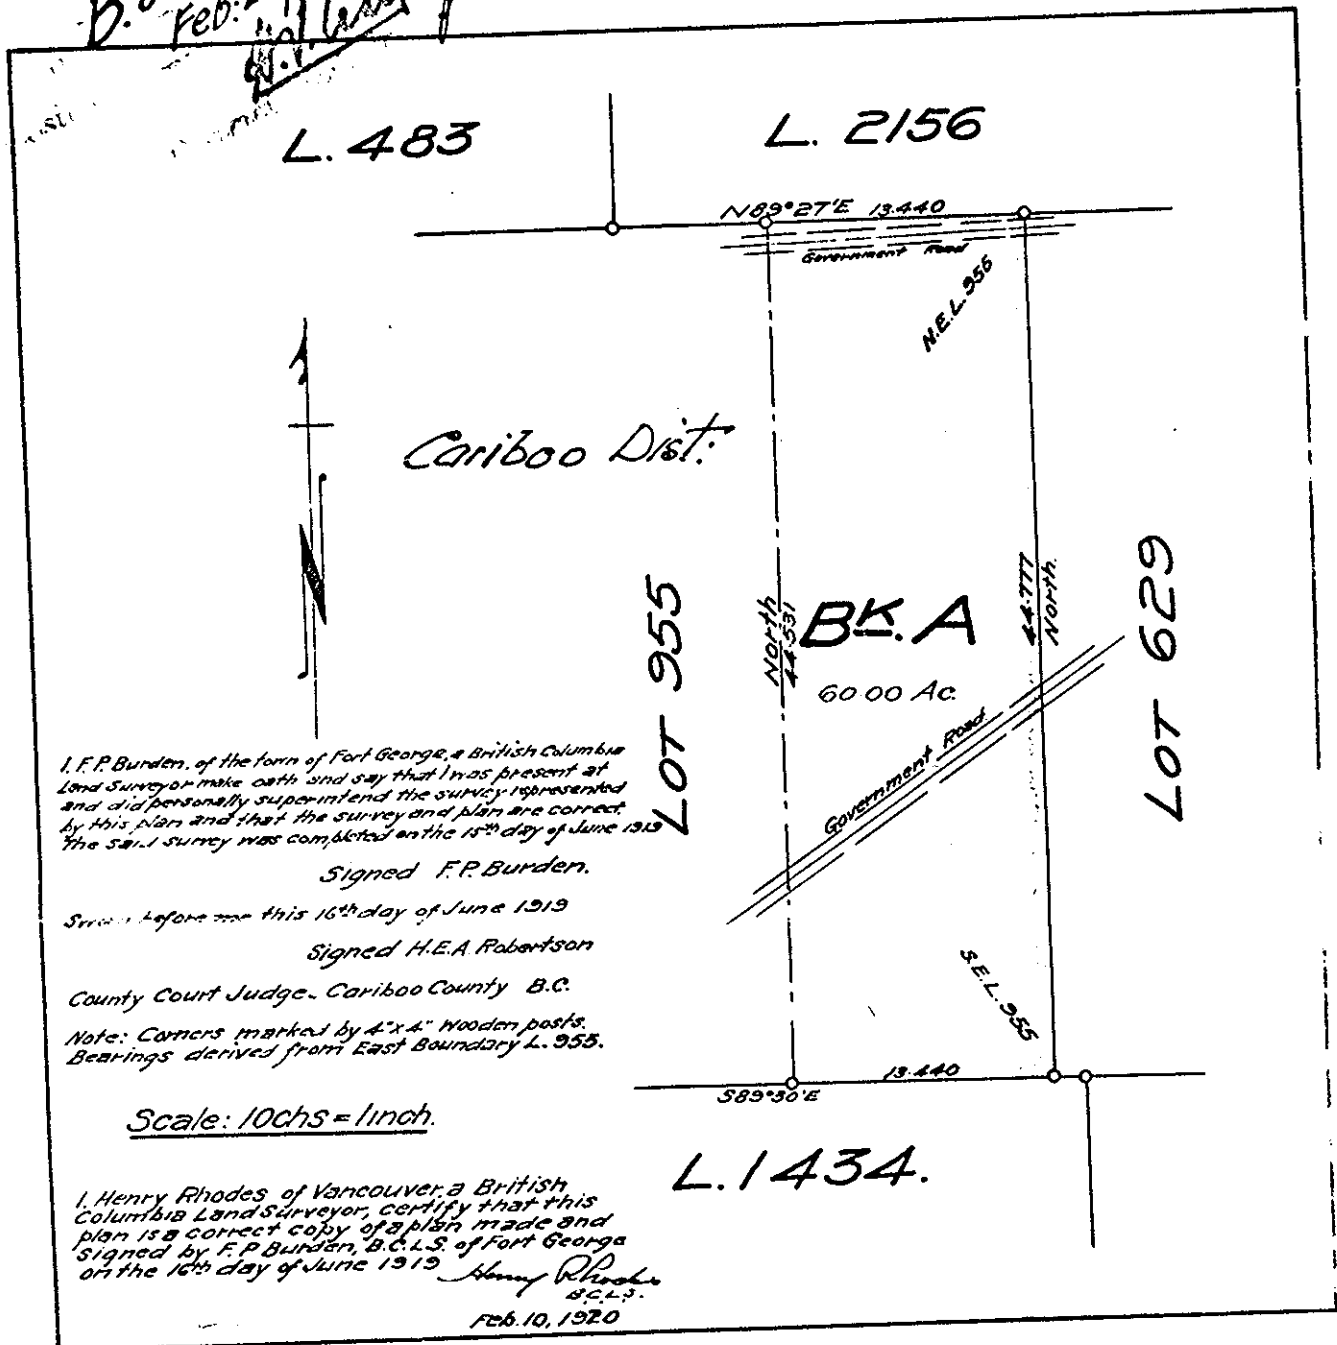 Feb.
L. 483
L. 2156
N89°27'E 13.440
Government Road
N.E.L. 955
Cariboo Dist.
N
LOT 955
North
44.531
BK. A
60.00 Ac.
44.777
North.
LOT 629
Government Road
S.E.L. 955
I. F.P. Burden, of the town of Fort George, a British Columbia
Land Surveyor make oath and say that I was present at
and did personally superintend the survey represented
by this plan and that the survey and plan are correct.
The said survey was completed on the 15th day of June 1919
Signed F.P. Burden.
before me this 16th day of June 1919
Signed H.E.A. Robertson
County Court Judge. Cariboo County B.C.
Note: Corners marked by 4"x4" Wooden posts.
Bearings derived from East Boundary L. 955.
13.440
S89°30'E
Scale: 10chs = 1inch.
L. 1434.
I. Henry Rhodes of Vancouver, a British
Columbia Land Surveyor, certify that this
plan is a correct copy of a plan made and
signed by F.P. Burden, B.C.L.S. of Fort George
on the 16th day of June 1919 Henry Rhodes
B.C.L.S.
Feb. 10, 1920